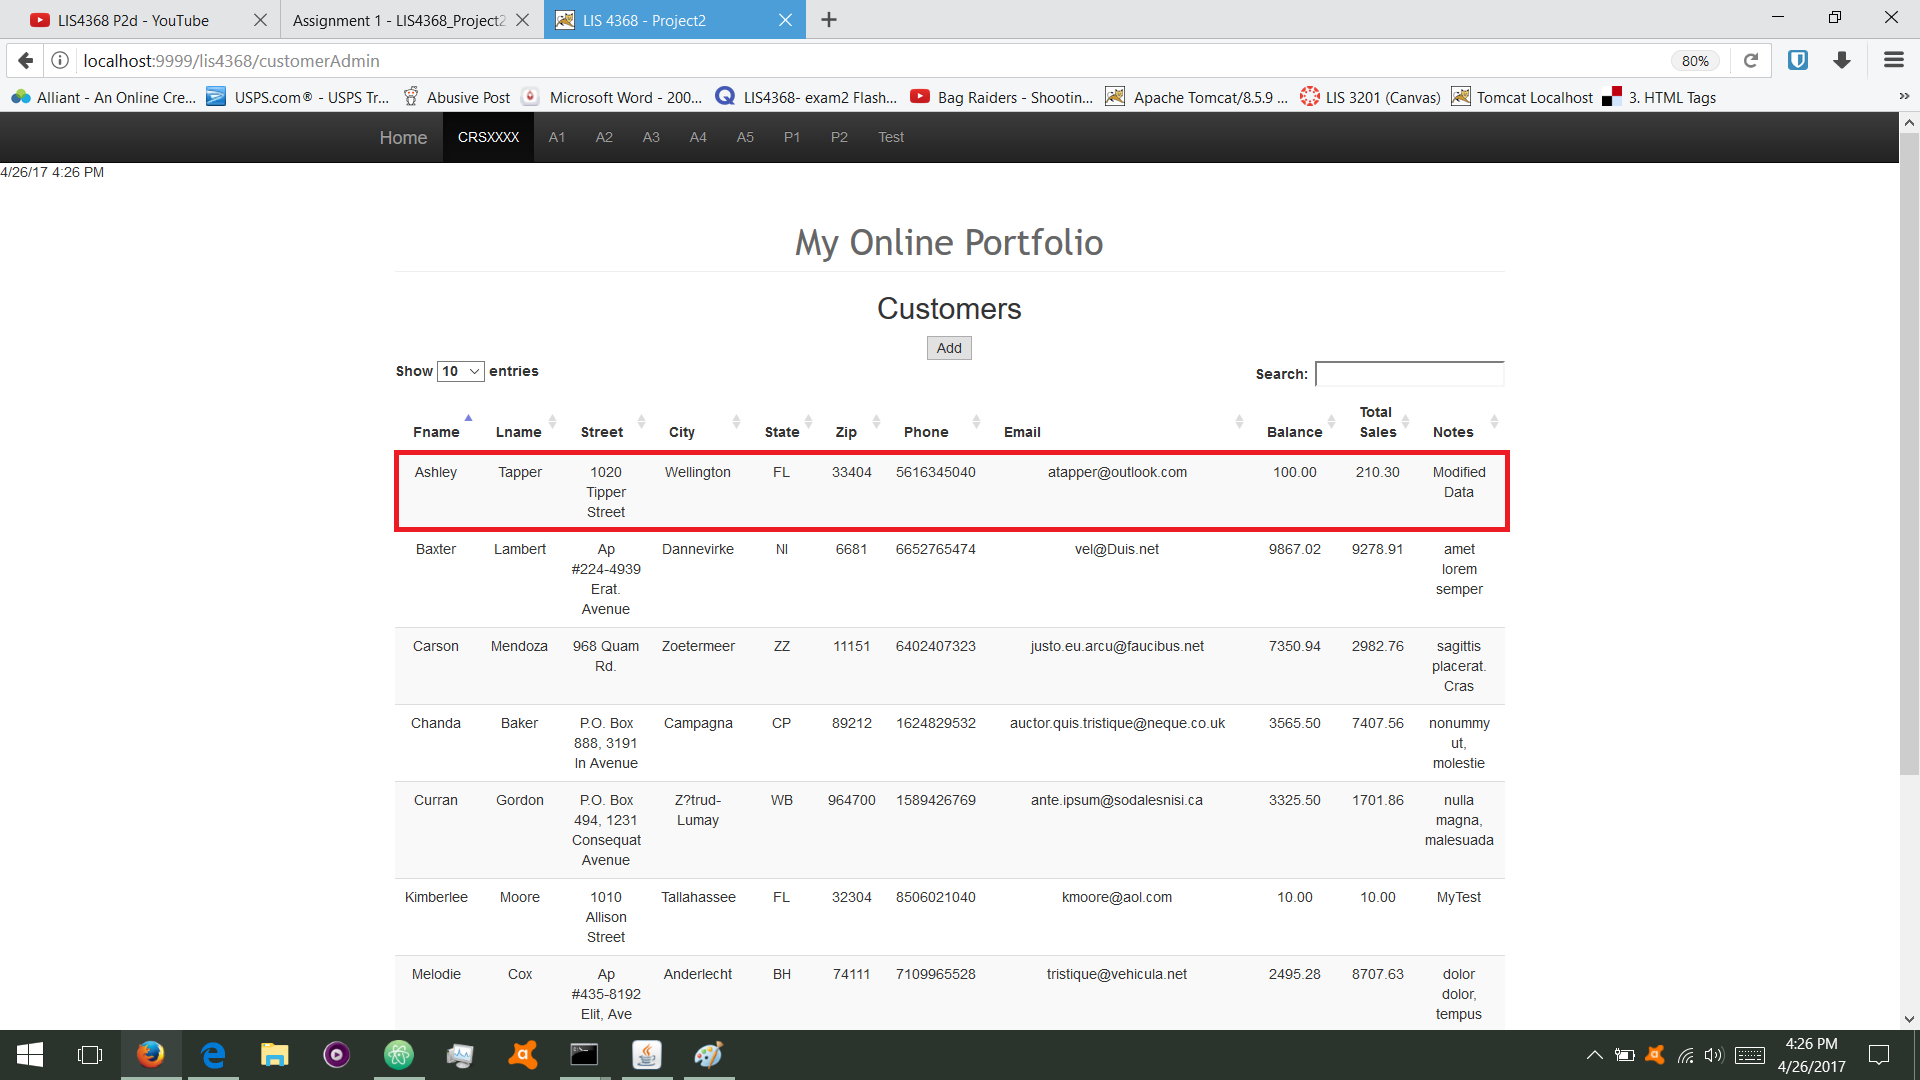 LIS4368 P2d - YouTube
Assignment 1 - LIS4368_Project2
LIS 4368 - Project2
localhost:9999/lis4368/customerAdmin
80%
Alliant - An Online Cre...
USPS.com® - USPS Tr...
Abusive Post
Microsoft Word - 200...
LIS4368- exam2 Flash...
Bag Raiders - Shootin...
Apache Tomcat/8.5.9 ...
LIS 3201 (Canvas)
Tomcat Localhost
3. HTML Tags
Home CRSXXXX A1 A2 A3 A4 A5 P1 P2 Test
4/26/17 4:26 PM
My Online Portfolio
Customers
Add
Show 10 entries
Search:
Fname Lname Street City State Zip Phone Email Balance Total Sales Notes
Ashley Tapper 1020 Tipper Street Wellington FL 33404 5616345040 atapper@outlook.com 100.00 210.30 Modified Data
Baxter Lambert Ap #224-4939 Erat. Avenue Dannevirke NI 6681 6652765474 vel@Duis.net 9867.02 9278.91 amet lorem semper
Carson Mendoza 968 Quam Rd. Zoetermeer ZZ 11151 6402407323 justo.eu.arcu@faucibus.net 7350.94 2982.76 sagittis placerat. Cras
Chanda Baker P.O. Box 888, 3191 In Avenue Campagna CP 89212 1624829532 auctor.quis.tristique@neque.co.uk 3565.50 7407.56 nonummy ut, molestie
Curran Gordon P.O. Box 494, 1231 Consequat Avenue Z?trud-Lumay WB 964700 1589426769 ante.ipsum@sodalesnisi.ca 3325.50 1701.86 nulla magna, malesuada
Kimberlee Moore 1010 Allison Street Tallahassee FL 32304 8506021040 kmoore@aol.com 10.00 10.00 MyTest
Melodie Cox Ap #435-8192 Elit, Ave Anderlecht BH 74111 7109965528 tristique@vehicula.net 2495.28 8707.63 dolor dolor, tempus
4:26 PM
4/26/2017